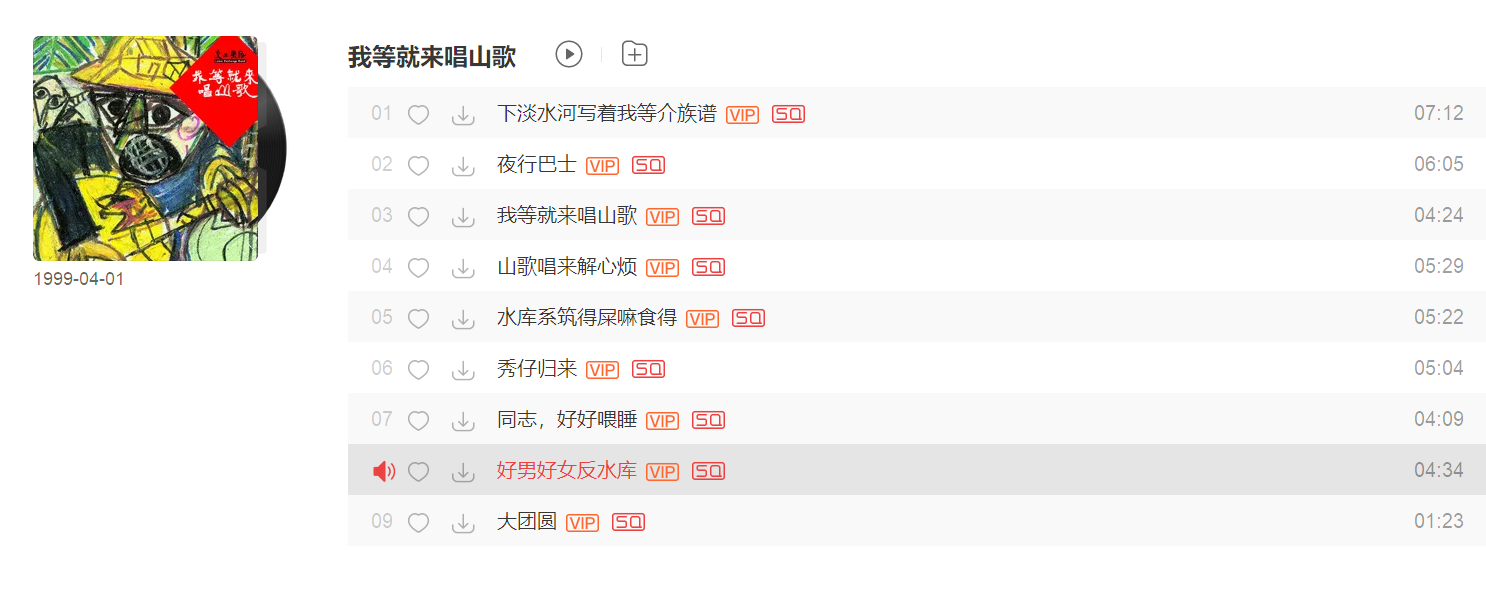 我等就来唱山歌
我等就来
唱山歌
1999-04-01
01 下淡水河写着我等介族谱 VIP SQ 07:12
02 夜行巴士 VIP SQ 06:05
03 我等就来唱山歌 VIP SQ 04:24
04 山歌唱来解心烦 VIP SQ 05:29
05 水库系筑得屎嘛食得 VIP SQ 05:22
06 秀仔归来 VIP SQ 05:04
07 同志，好好喂睡 VIP SQ 04:09
好男好女反水库 VIP SQ 04:34
09 大团圆 VIP SQ 01:23